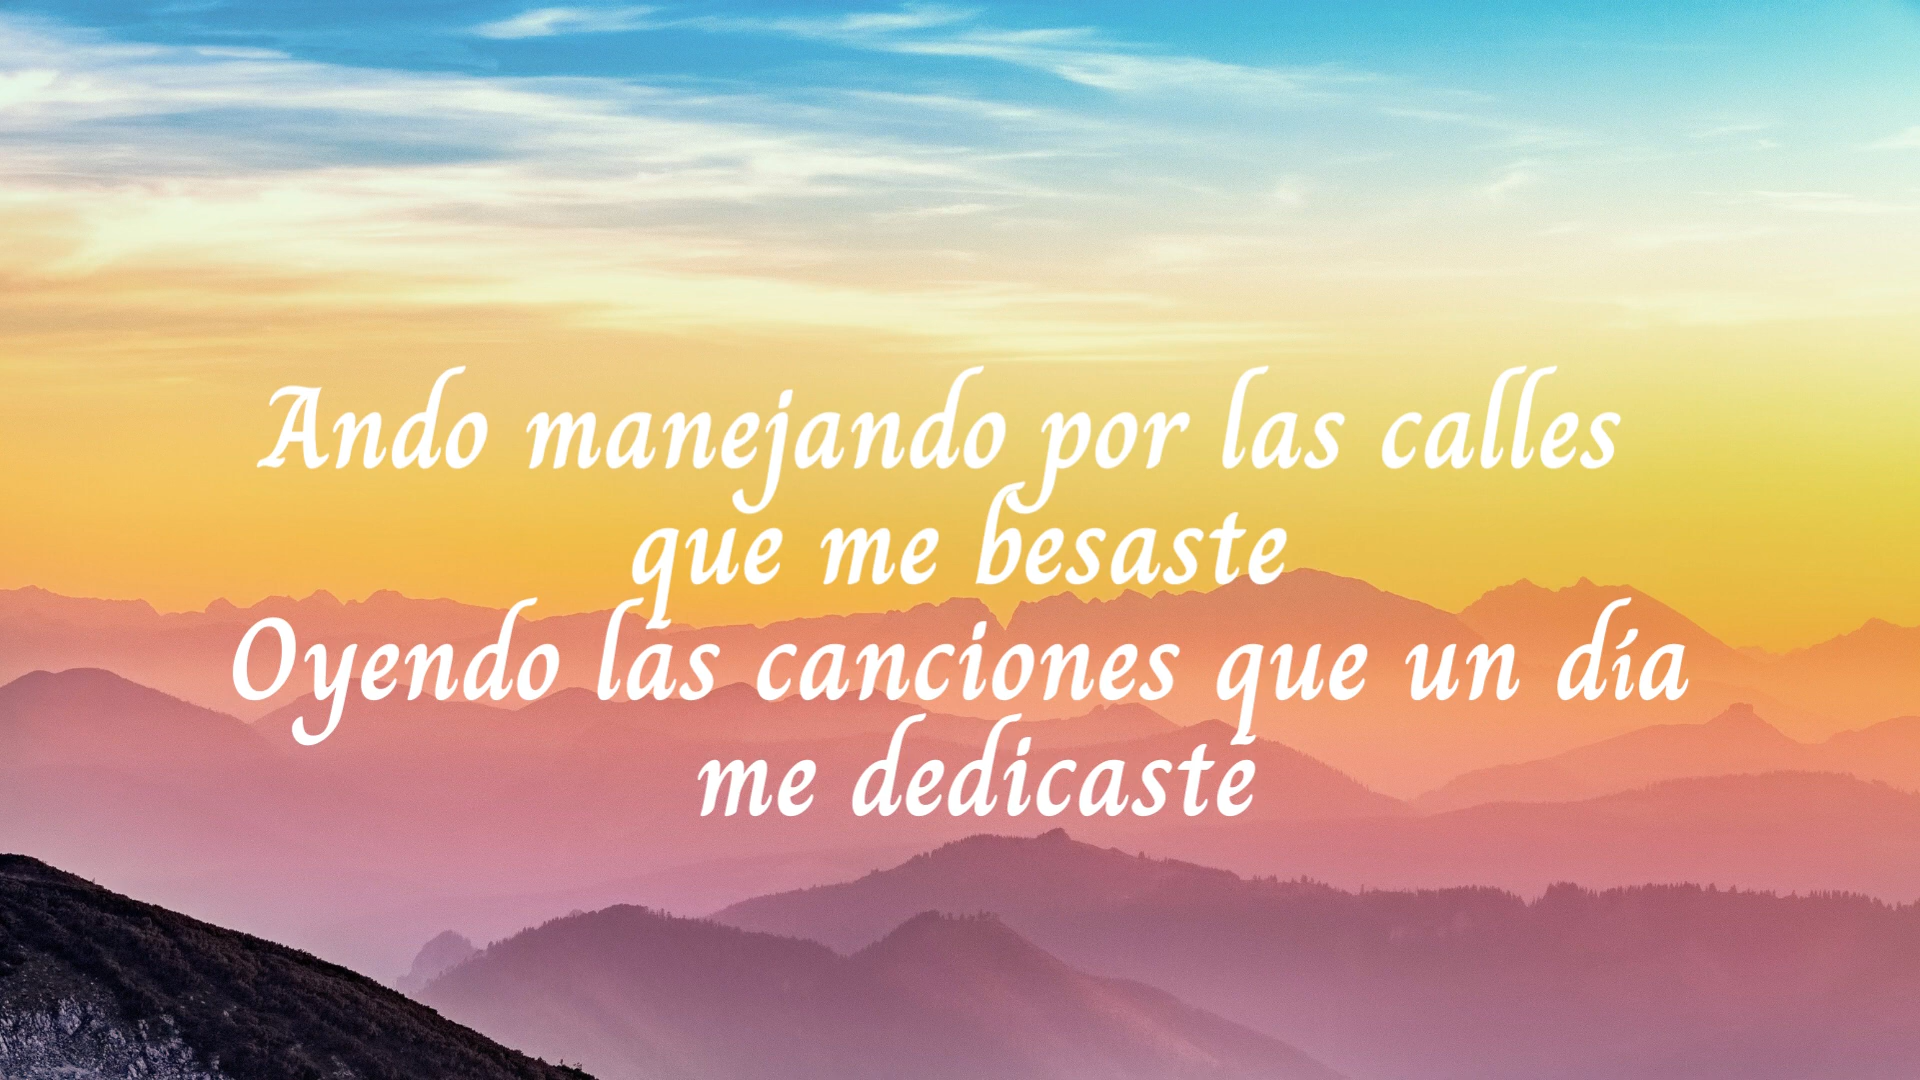 Ando manejando por las calles
que me besaste
Oyendo las canciones que un día
me dedicaste